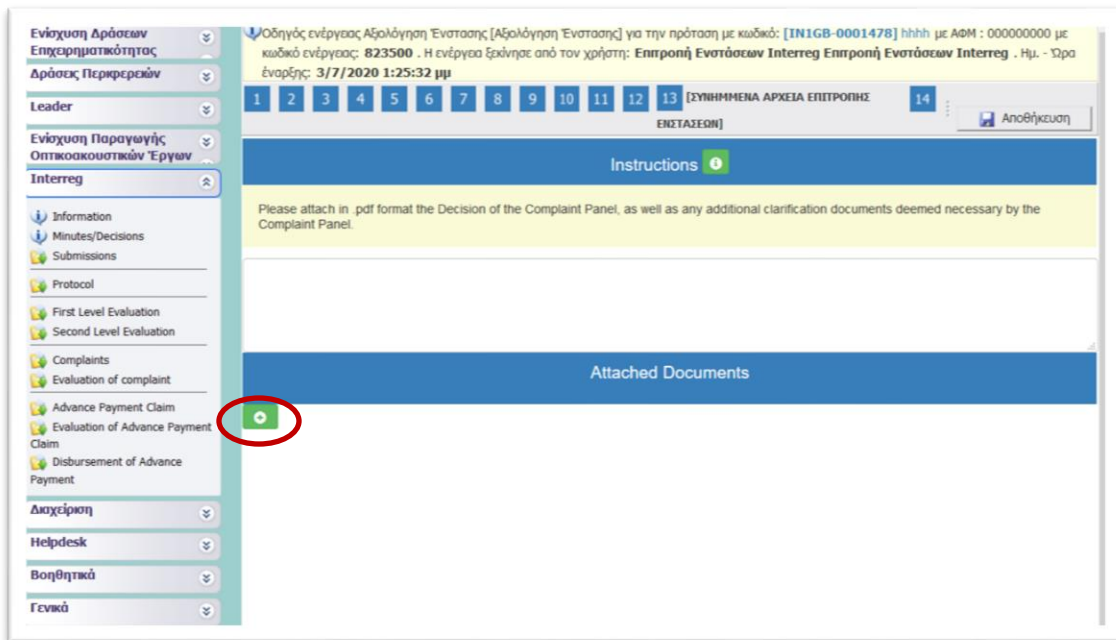 Ενίσχυση Δράσεων
Επιχειρηματικότητας
Δράσεις Περιφερειών
Leader
Ενίσχυση Παραγωγής
Οπτικοακουστικών Έργων
Interreg
Information
Minutes/Decisions
Submissions
Protocol
First Level Evaluation
Second Level Evaluation
Complaints
Evaluation of complaint
Advance Payment Claim
Evaluation of Advance Payment
Claim
Disbursement of Advance
Payment
Διαχείριση
Helpdesk
Βοηθητικά
Γενικά
Οδηγός ενέργειας Αξιολόγηση Ένστασης [Αξιολόγηση Ένστασης] για την πρόταση με κωδικό: [IN1GB-0001478] hhhh με ΑΦΜ : 000000000 με
κωδικό ενέργειας: 823500 . Η ενέργεια ξεκίνησε από τον χρήστη: Επιτροπή Ενστάσεων Interreg Επιτροπή Ενστάσεων Interreg . Ημ. - Ώρα
έναρξης: 3/7/2020 1:25:32 μμ
1 2 3 4 5 6 7 8 9 10 11 12 13 [ΣΥΝΗΜΜΕΝΑ ΑΡΧΕΙΑ ΕΠΙΤΡΟΠΗΣ 14
ΕΝΣΤΑΣΕΩΝ]
Αποθήκευση
Instructions
Please attach in .pdf format the Decision of the Complaint Panel, as well as any additional clarification documents deemed necessary by the
Complaint Panel.
Attached Documents